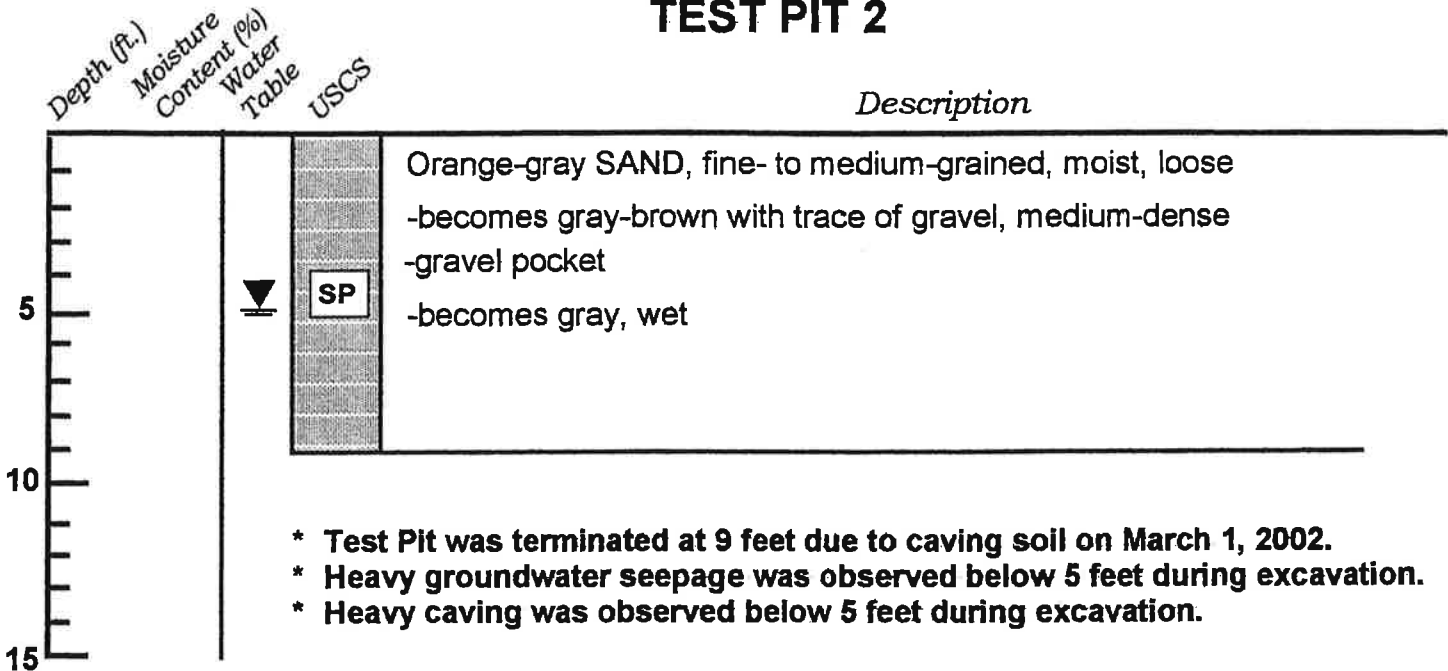 TEST PIT 2
Depth (ft.)
Moisture
Content (%)
Water
Table
USCS
Description
Orange-gray SAND, fine- to medium-grained, moist, loose
-becomes gray-brown with trace of gravel, medium-dense
-gravel pocket
5
SP
-becomes gray, wet
10
* Test Pit was terminated at 9 feet due to caving soil on March 1, 2002.
* Heavy groundwater seepage was observed below 5 feet during excavation.
* Heavy caving was observed below 5 feet during excavation.
15